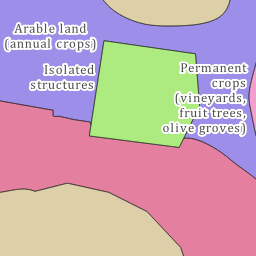 Arable land
(annual crops)
Isolated
structures
Permanent
crops
(vineyards,
fruit trees,
olive groves)